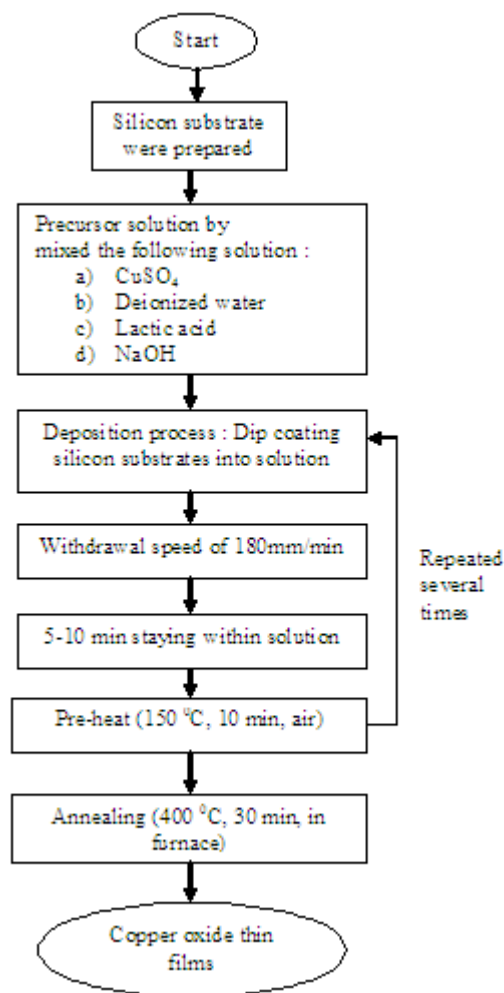 Start
Silicon substrate
were prepared
Precursor solution by
mixed the following solution :
a) CuSO₄
b) Deionized water
c) Lactic acid
d) NaOH
Deposition process : Dip coating
silicon substrates into solution
Withdrawal speed of 180mm/min
5-10 min staying within solution
Pre-heat (150 ⁰C, 10 min, air)
Repeated
several
times
Annealing (400 ⁰C, 30 min, in
furnace)
Copper oxide thin
films